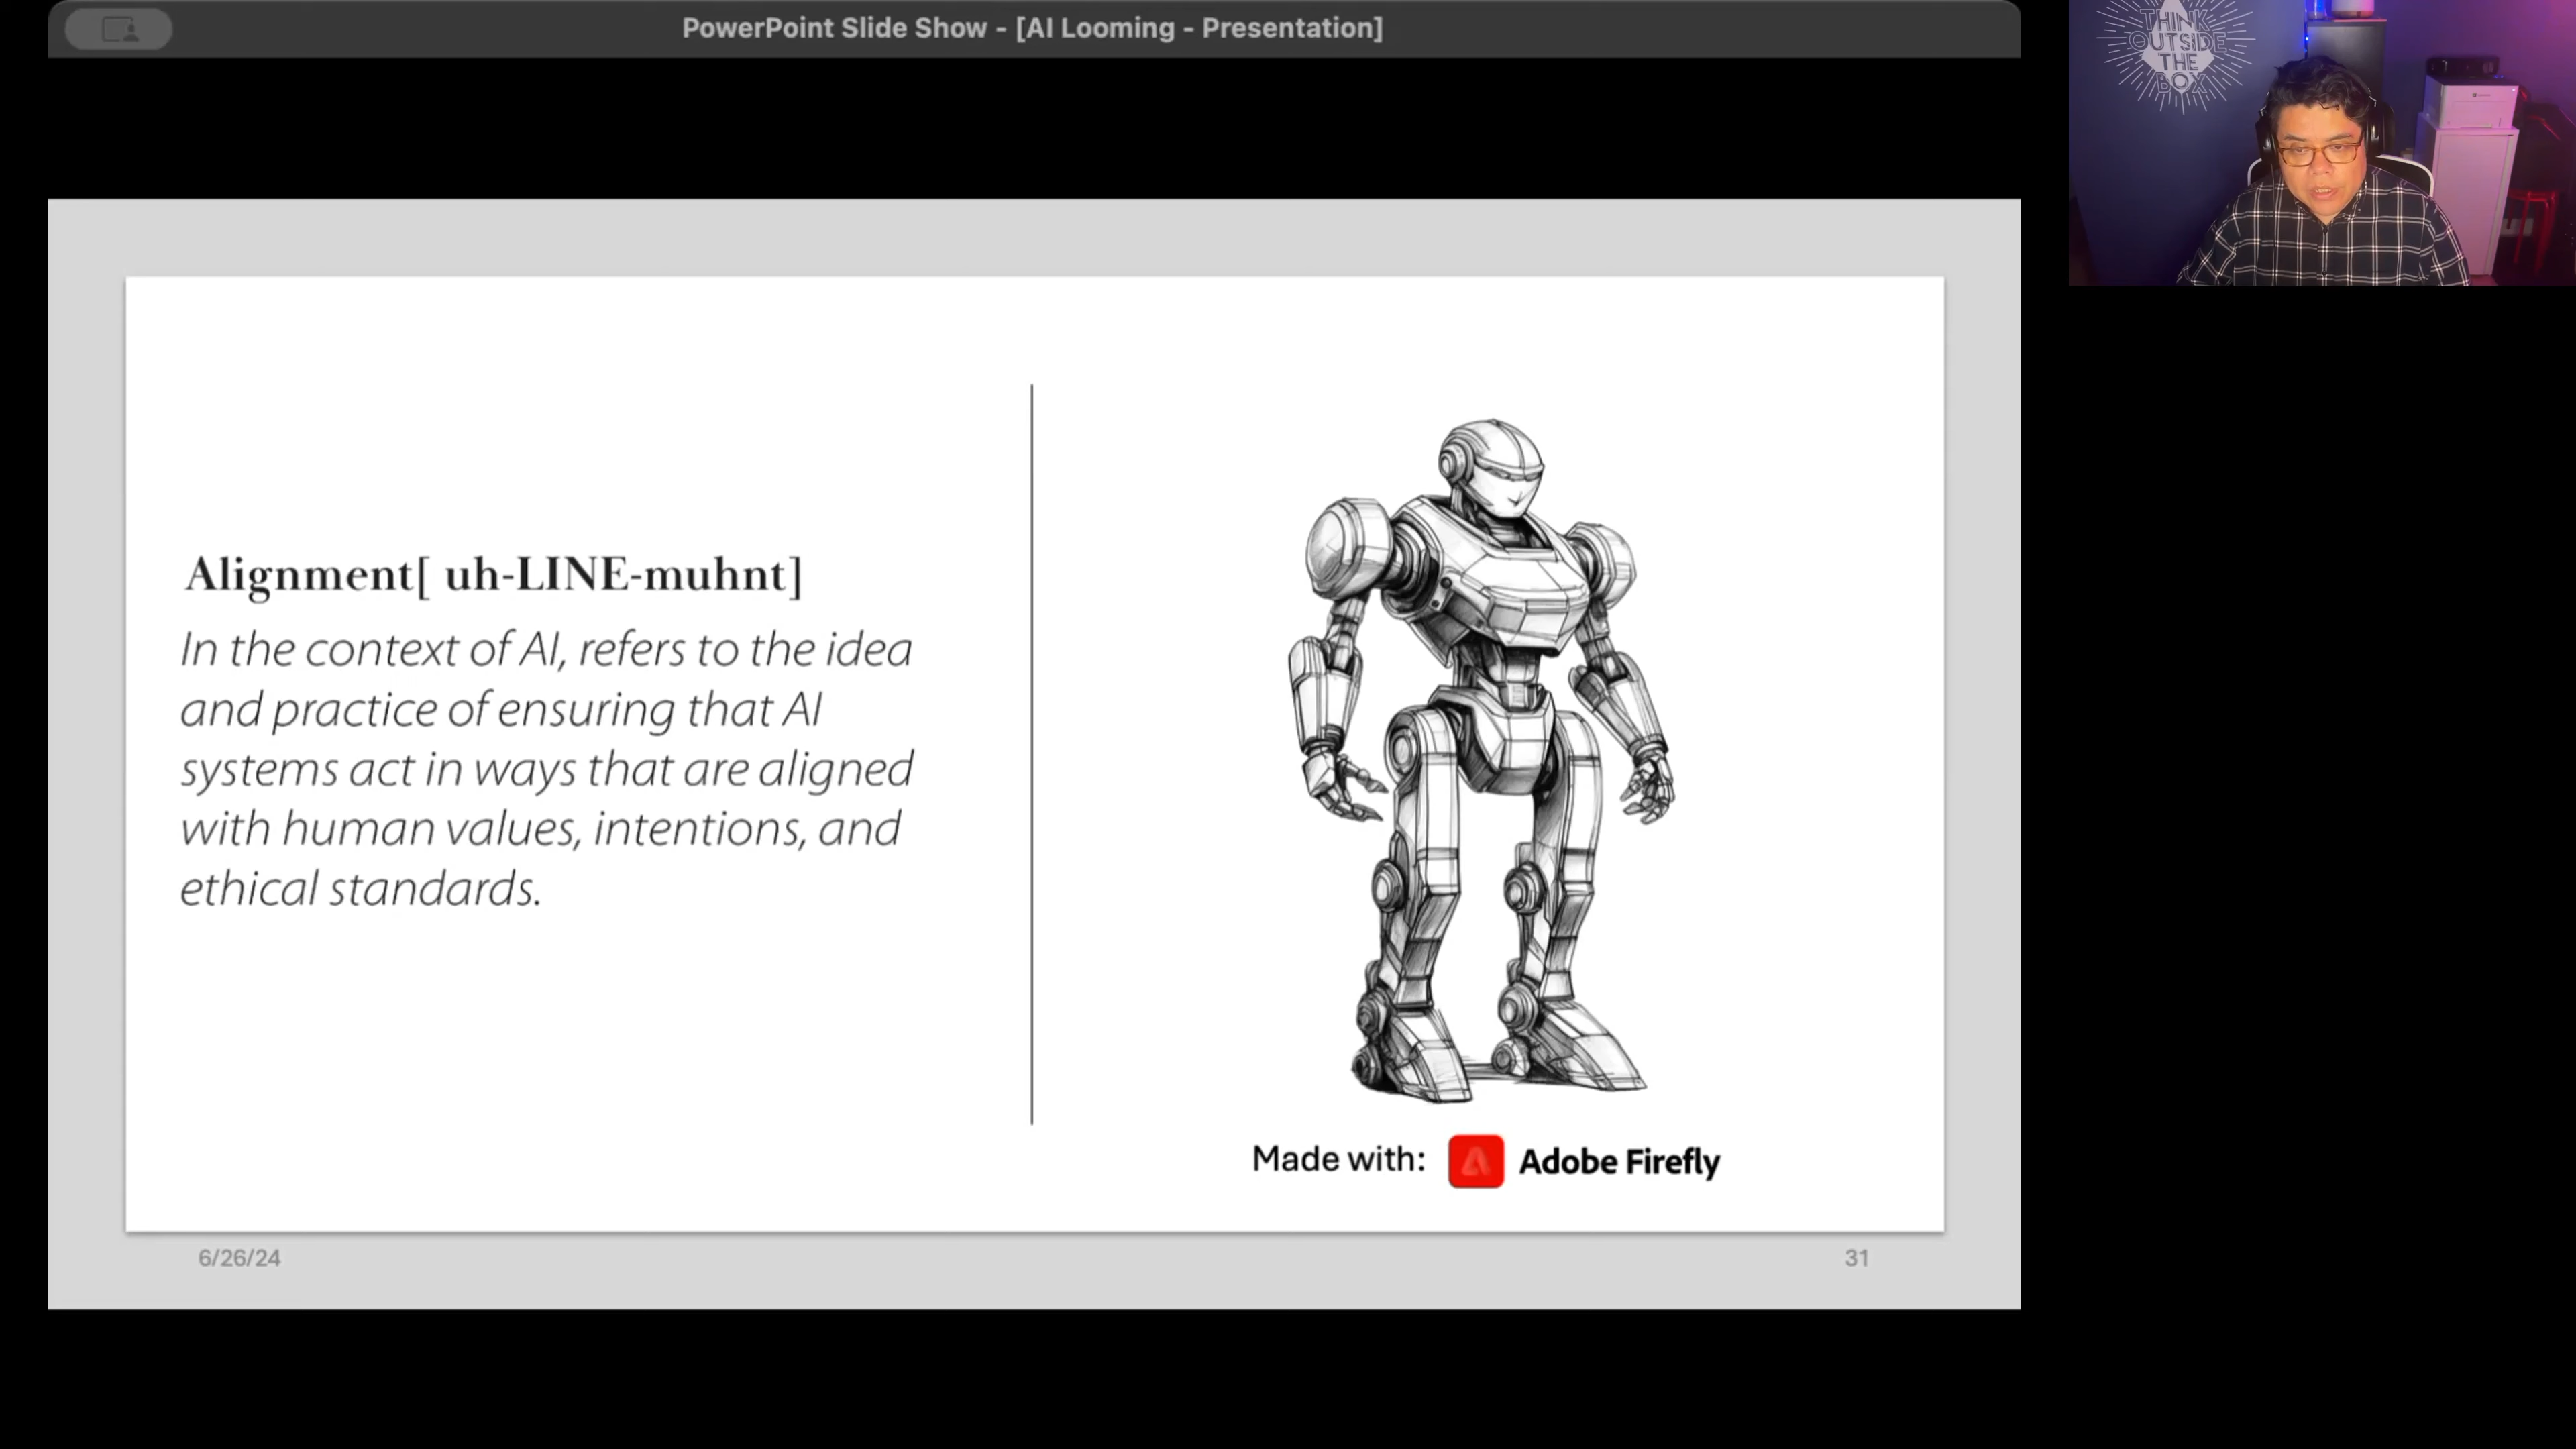 PowerPoint Slide Show - [AI Looming - Presentation]
THINK
OUTSIDE
THE
BOX
Alignment[ uh-LINE-muhnt]
In the context of AI, refers to the idea
and practice of ensuring that AI
systems act in ways that are aligned
with human values, intentions, and
ethical standards.
Made with: Adobe Firefly
6/26/24
31